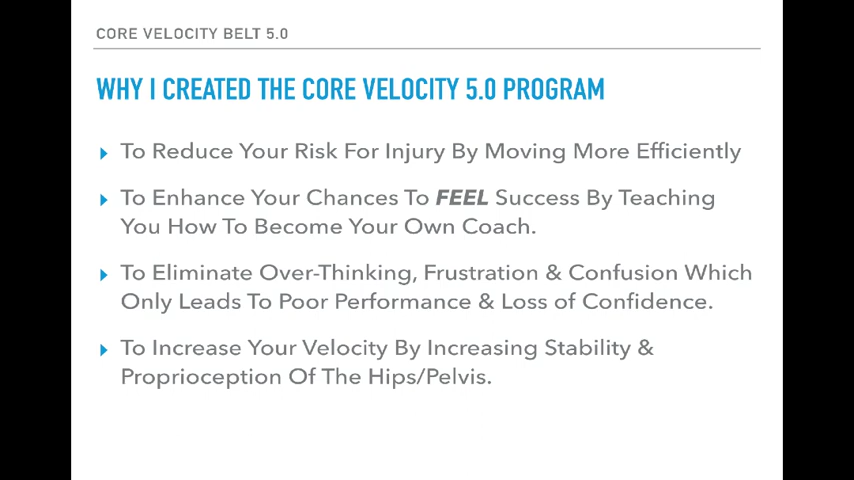 CORE VELOCITY BELT 5.0
WHY I CREATED THE CORE VELOCITY 5.0 PROGRAM
To Reduce Your Risk For Injury By Moving More Efficiently
To Enhance Your Chances To FEEL Success By Teaching
You How To Become Your Own Coach.
To Eliminate Over-Thinking, Frustration & Confusion Which
Only Leads To Poor Performance & Loss of Confidence.
To Increase Your Velocity By Increasing Stability &
Proprioception Of The Hips/Pelvis.